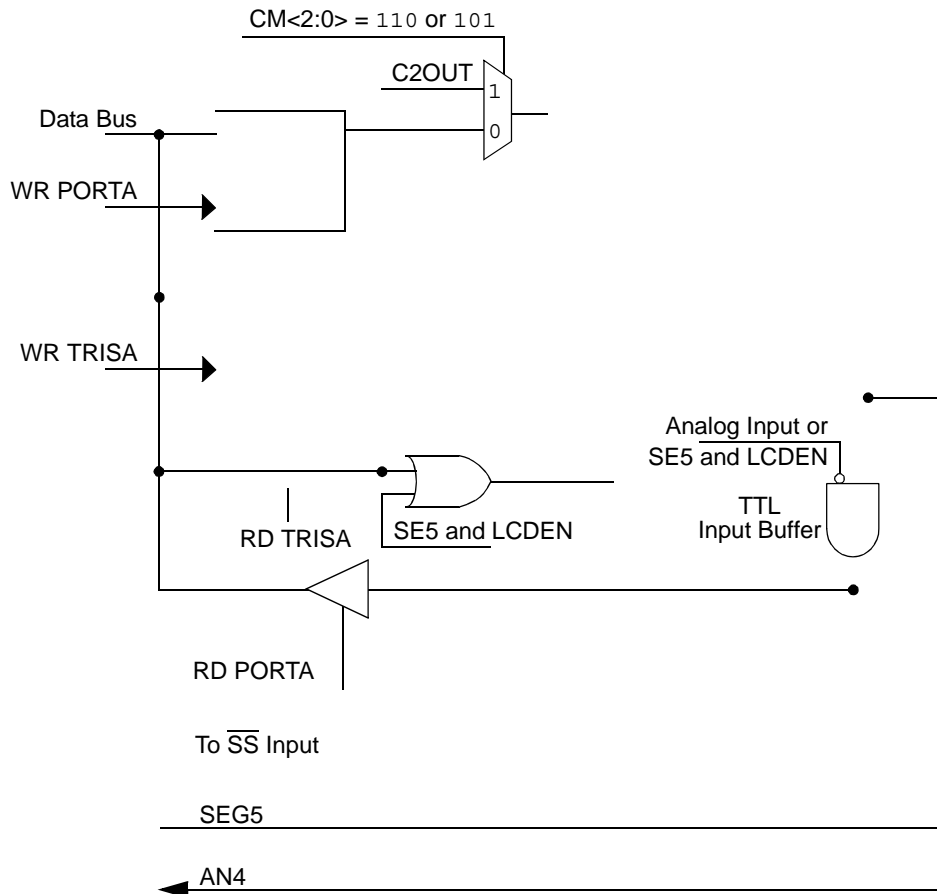 CM<2:0> = 110 or 101
C2OUT
1
0
Data Bus
WR PORTA
WR TRISA
Analog Input or
SE5 and LCDEN
TTL
Input Buffer
RD TRISA
SE5 and LCDEN
RD PORTA
To S̅S̅ Input
SEG5
AN4